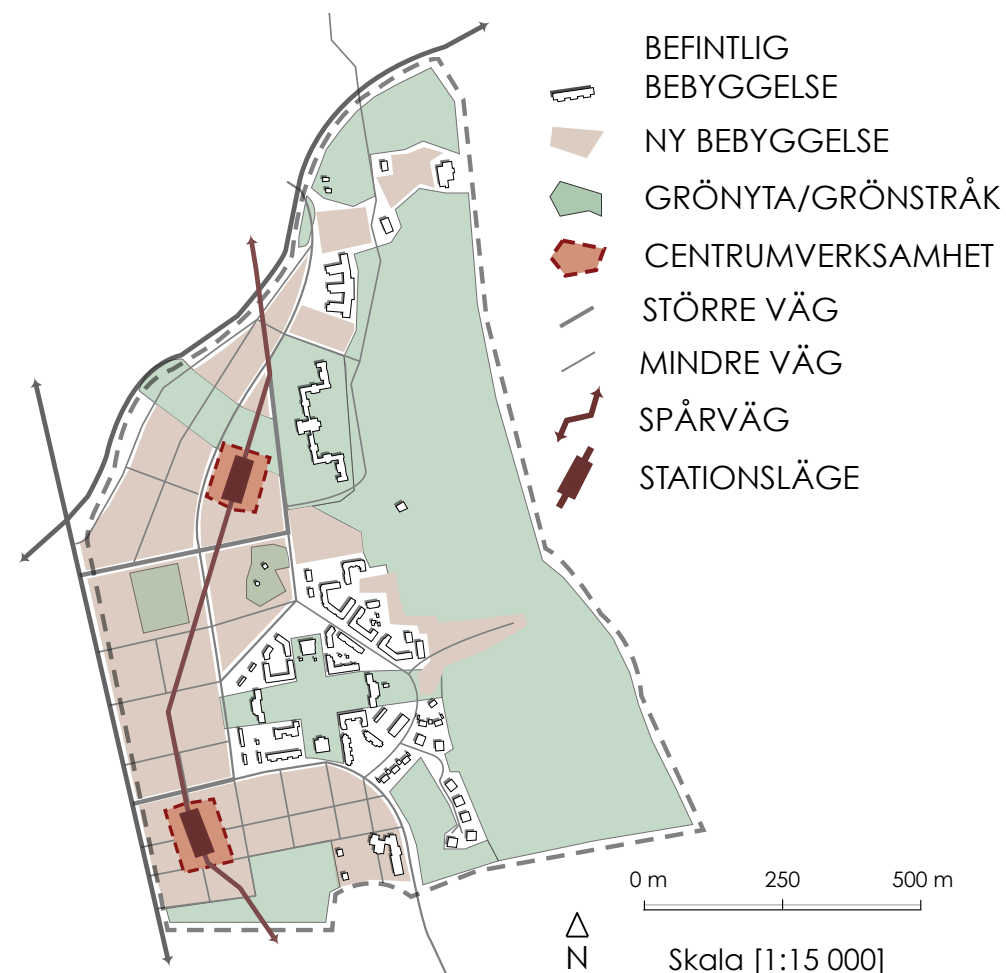 BEFINTLIG
BEBYGGELSE
NY BEBYGGELSE
GRÖNYTA/GRÖNSTRÅK
CENTRUMVERKSAMHET
STÖRRE VÄG
MINDRE VÄG
SPÅRVÄG
STATIONSLÄGE
0 m 250 500 m
N
Skala [1:15 000]